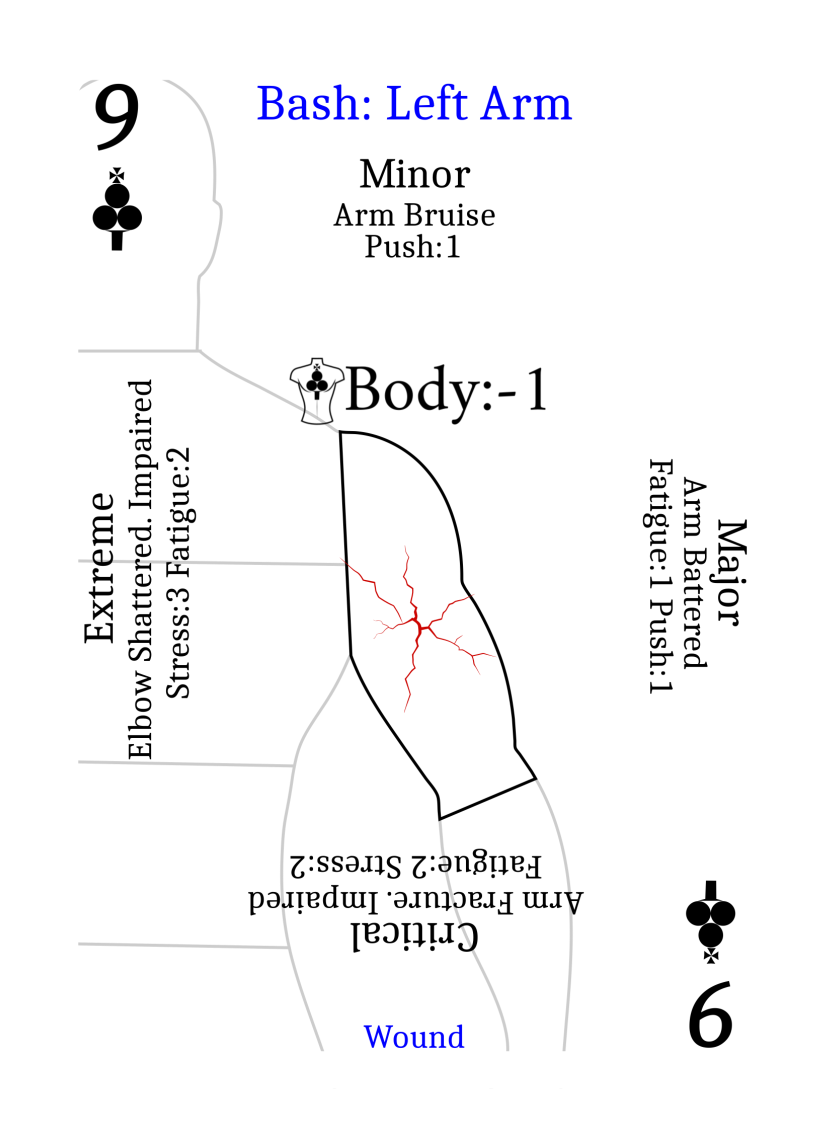 9
Bash: Left Arm
Minor
Arm Bruise
Push:1
Body:-1
Extreme
Elbow Shattered. Impaired
Stress:3 Fatigue:2
Major
Arm Battered
Fatigue:1 Push:1
Critical
Arm Fracture. Impaired
Fatigue:2 Stress:2
Wound
9